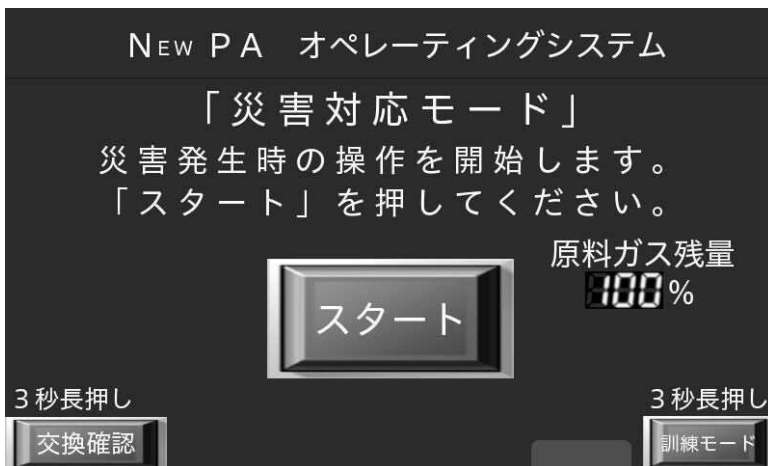 NEW PA オペレーティングシステム
「災害対応モード」
災害発生時の操作を開始します。
「スタート」を押してください。
原料ガス残量
100%
スタート
3秒長押し
3秒長押し
交換確認
訓練モード